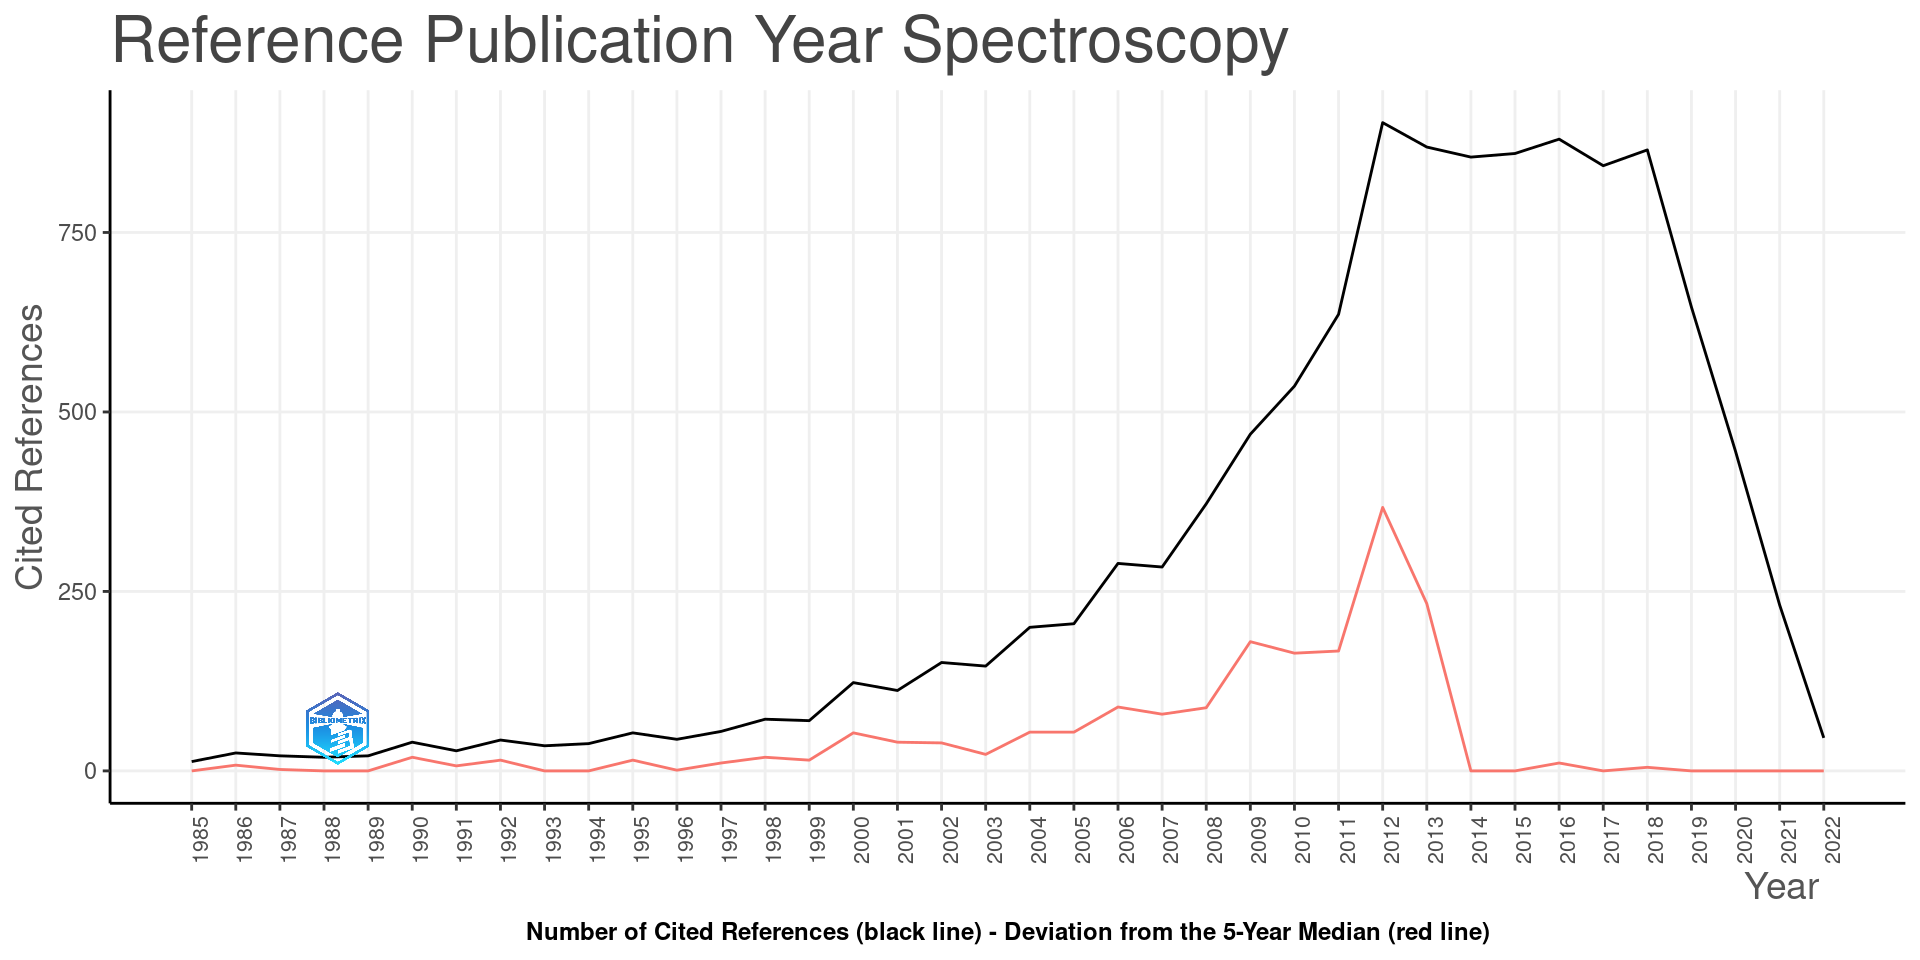 Reference Publication Year Spectroscopy
Cited References
750
500
250
0
BIBLIOMETRIX
1985 1986 1987 1988 1989 1990 1991 1992 1993 1994 1995 1996 1997 1998 1999 2000 2001 2002 2003 2004 2005 2006 2007 2008 2009 2010 2011 2012 2013 2014 2015 2016 2017 2018 2019 2020 2021 2022
Year
Number of Cited References (black line) - Deviation from the 5-Year Median (red line)